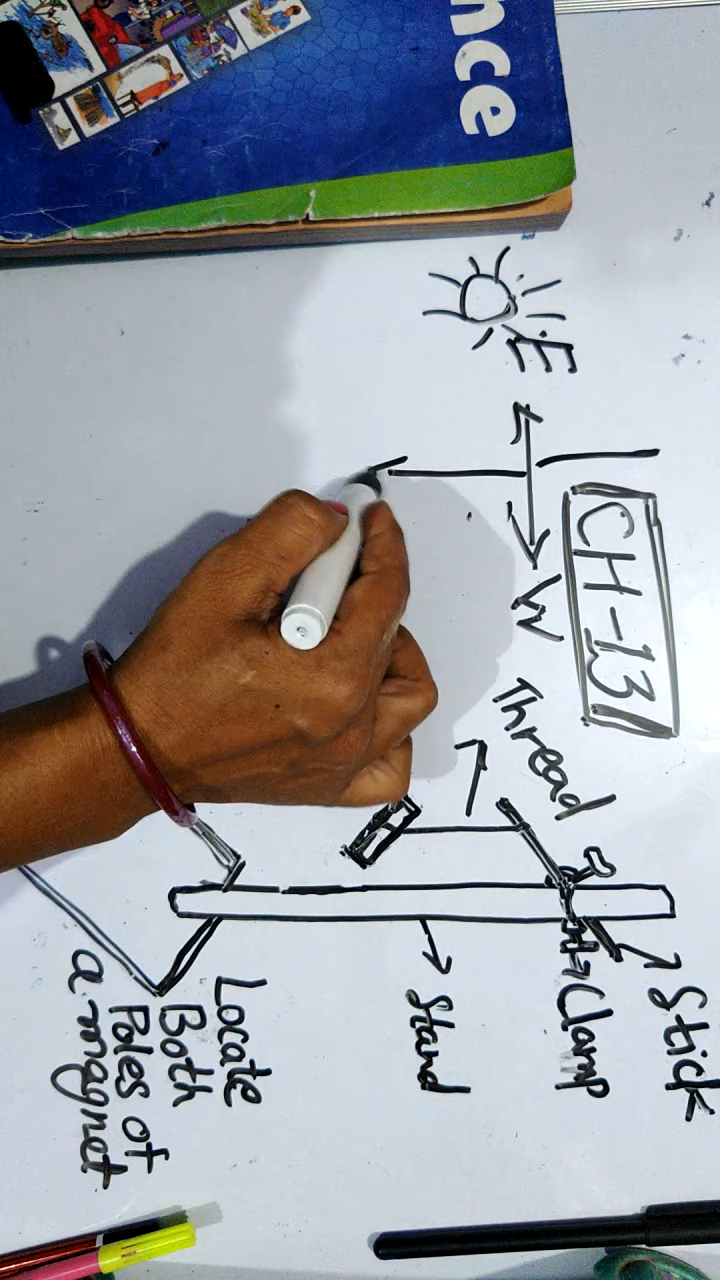 nce
E
W
CH-13
Thread
Stick
Clamp
Stand
Locate
Both
Poles of
a magnet